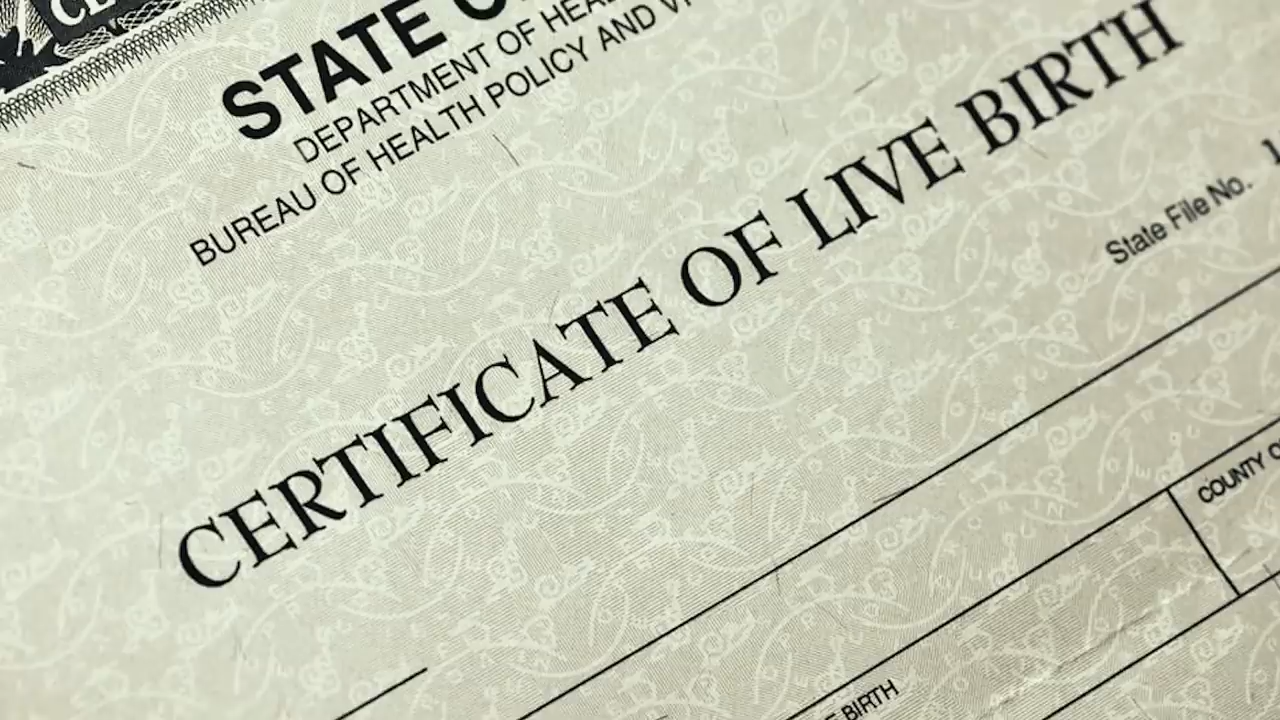 STATE
DEPARTMENT OF
BUREAU OF HEALTH POLICY AND
CERTIFICATE OF LIVE BIRTH
State File No.
COUNTY
BIRTH